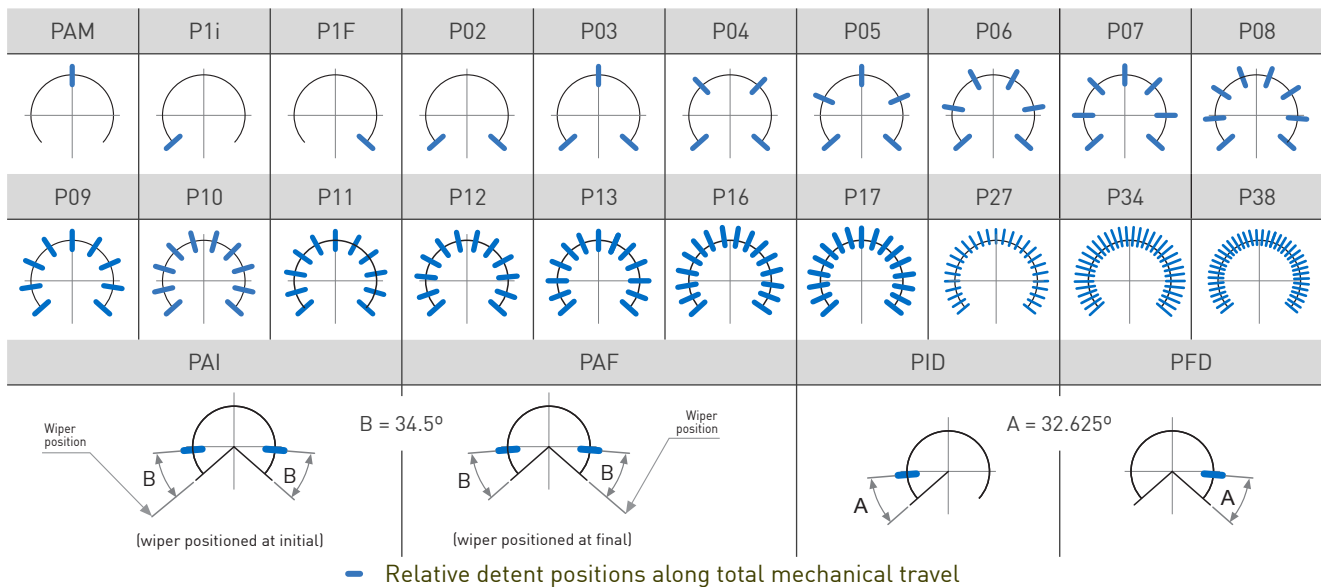 PAM P1i P1F P02 P03 P04 P05 P06 P07 P08
P09 P10 P11 P12 P13 P16 P17 P27 P34 P38
PAI PAF PID PFD
Wiper
position
B
B
B = 34.5º
(wiper positioned at initial)
Wiper
position
B
B
(wiper positioned at final)
A = 32.625º
A
A
Relative detent positions along total mechanical travel